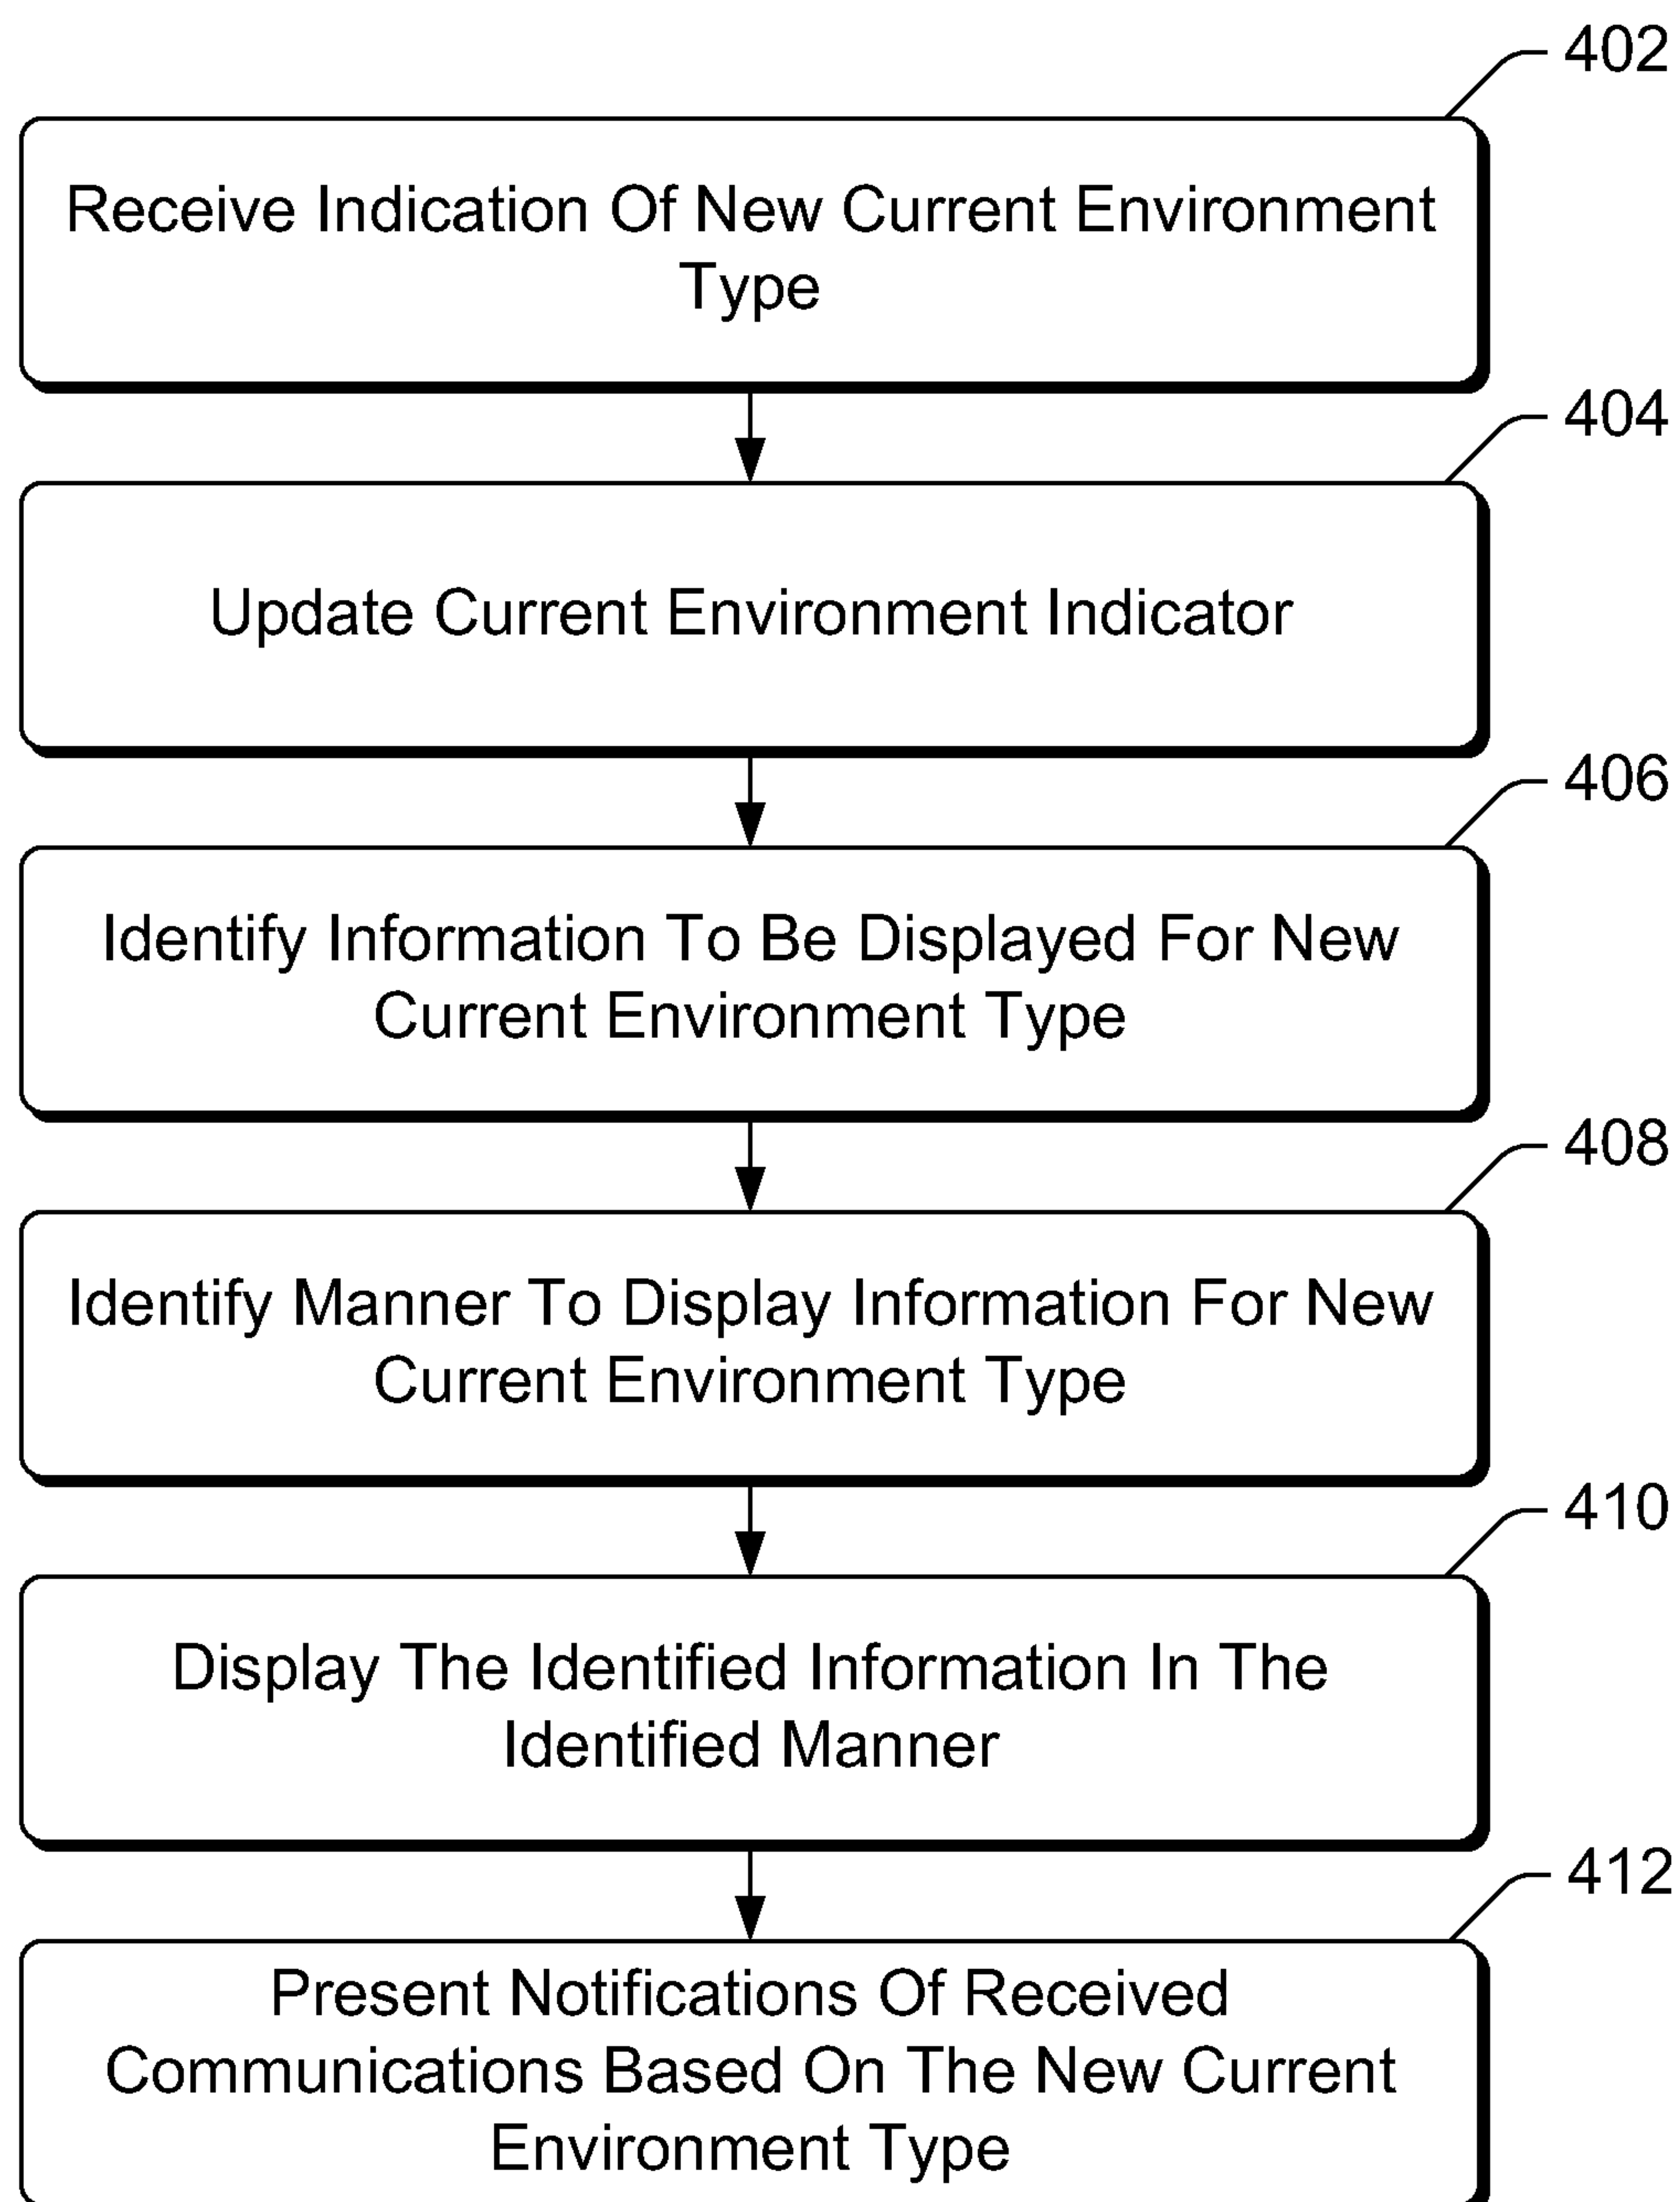 402
Receive Indication Of New Current Environment
Type
404
Update Current Environment Indicator
406
Identify Information To Be Displayed For New
Current Environment Type
408
Identify Manner To Display Information For New
Current Environment Type
410
Display The Identified Information In The
Identified Manner
412
Present Notifications Of Received
Communications Based On The New Current
Environment Type